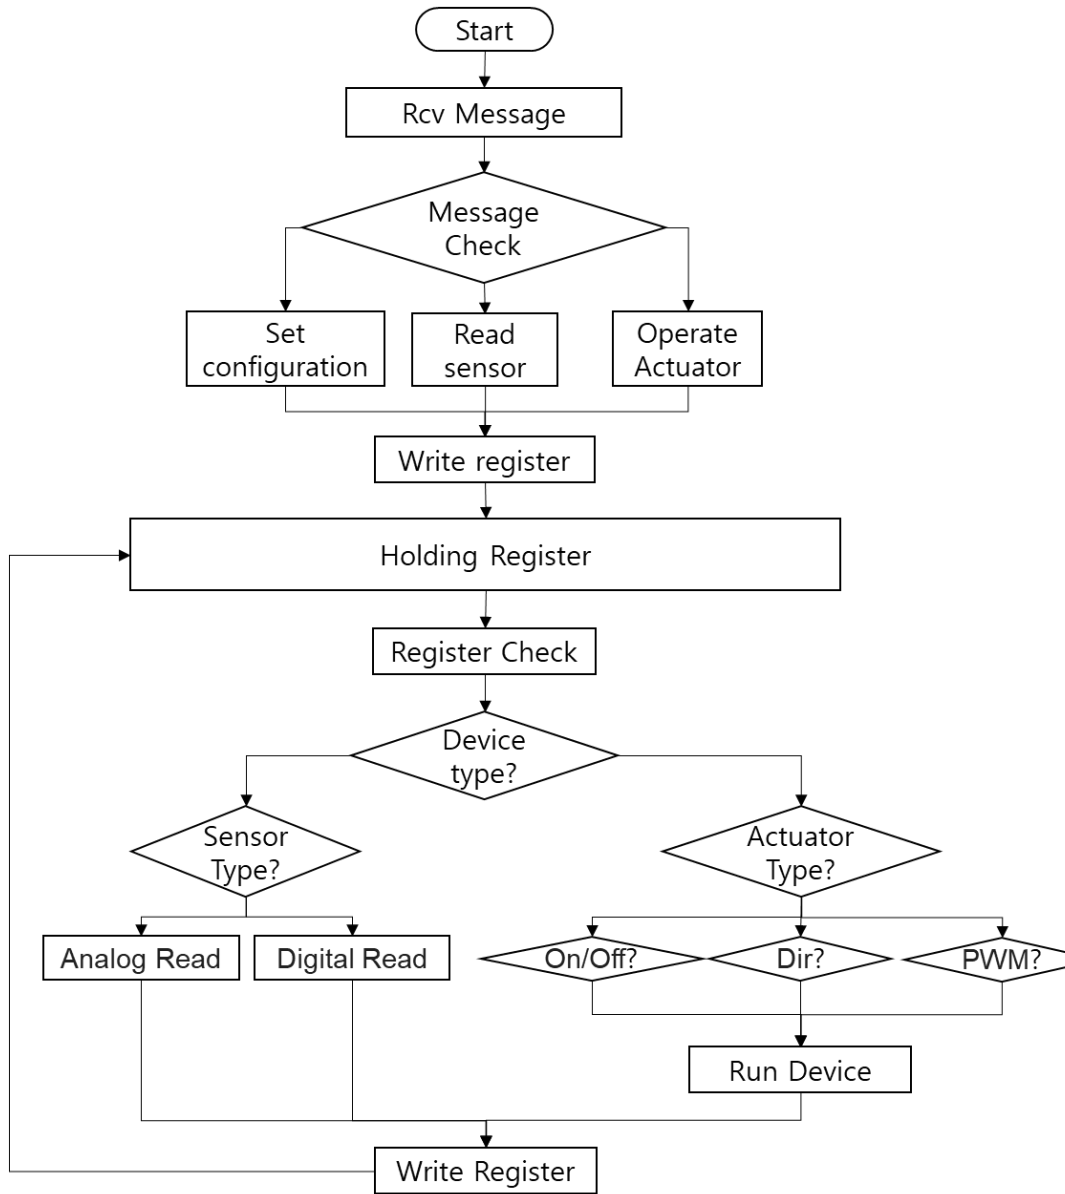 Start
Rcv Message
Message
Check
Set
configuration
Read
sensor
Operate
Actuator
Write register
Holding Register
Register Check
Device
type?
Sensor
Type?
Actuator
Type?
Analog Read
Digital Read
On/Off?
Dir?
PWM?
Run Device
Write Register